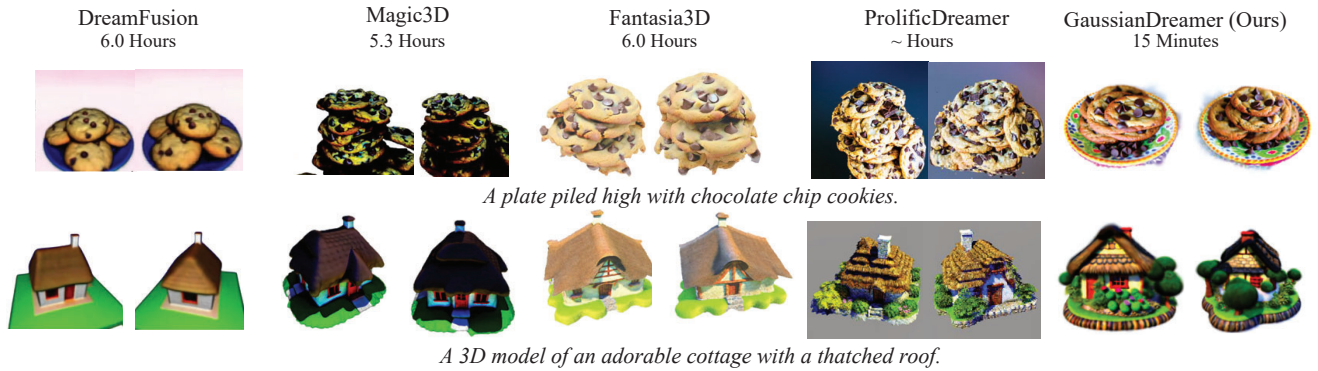 DreamFusion Magic3D Fantasia3D ProlificDreamer GaussianDreamer (Ours)
6.0 Hours 5.3 Hours 6.0 Hours ~ Hours 15 Minutes
A plate piled high with chocolate chip cookies.
A 3D model of an adorable cottage with a thatched roof.